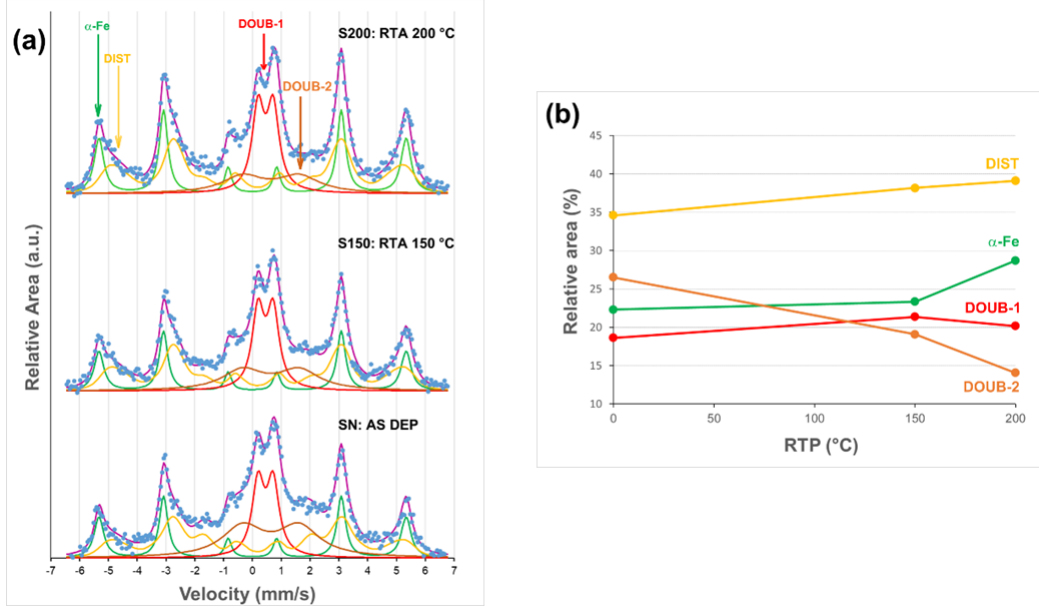 (a)
α-Fe
DIST
DOUB-1
DOUB-2
S200: RTA 200 °C
S150: RTA 150 °C
SN: AS DEP
Relative Area (a.u.)
-7 -6 -5 -4 -3 -2 -1 0 1 2 3 4 5 6 7
Velocity (mm/s)
(b)
45
40
35
30
25
20
15
10
Relative area (%)
DIST
α-Fe
DOUB-1
DOUB-2
0 50 100 150 200
RTP (°C)